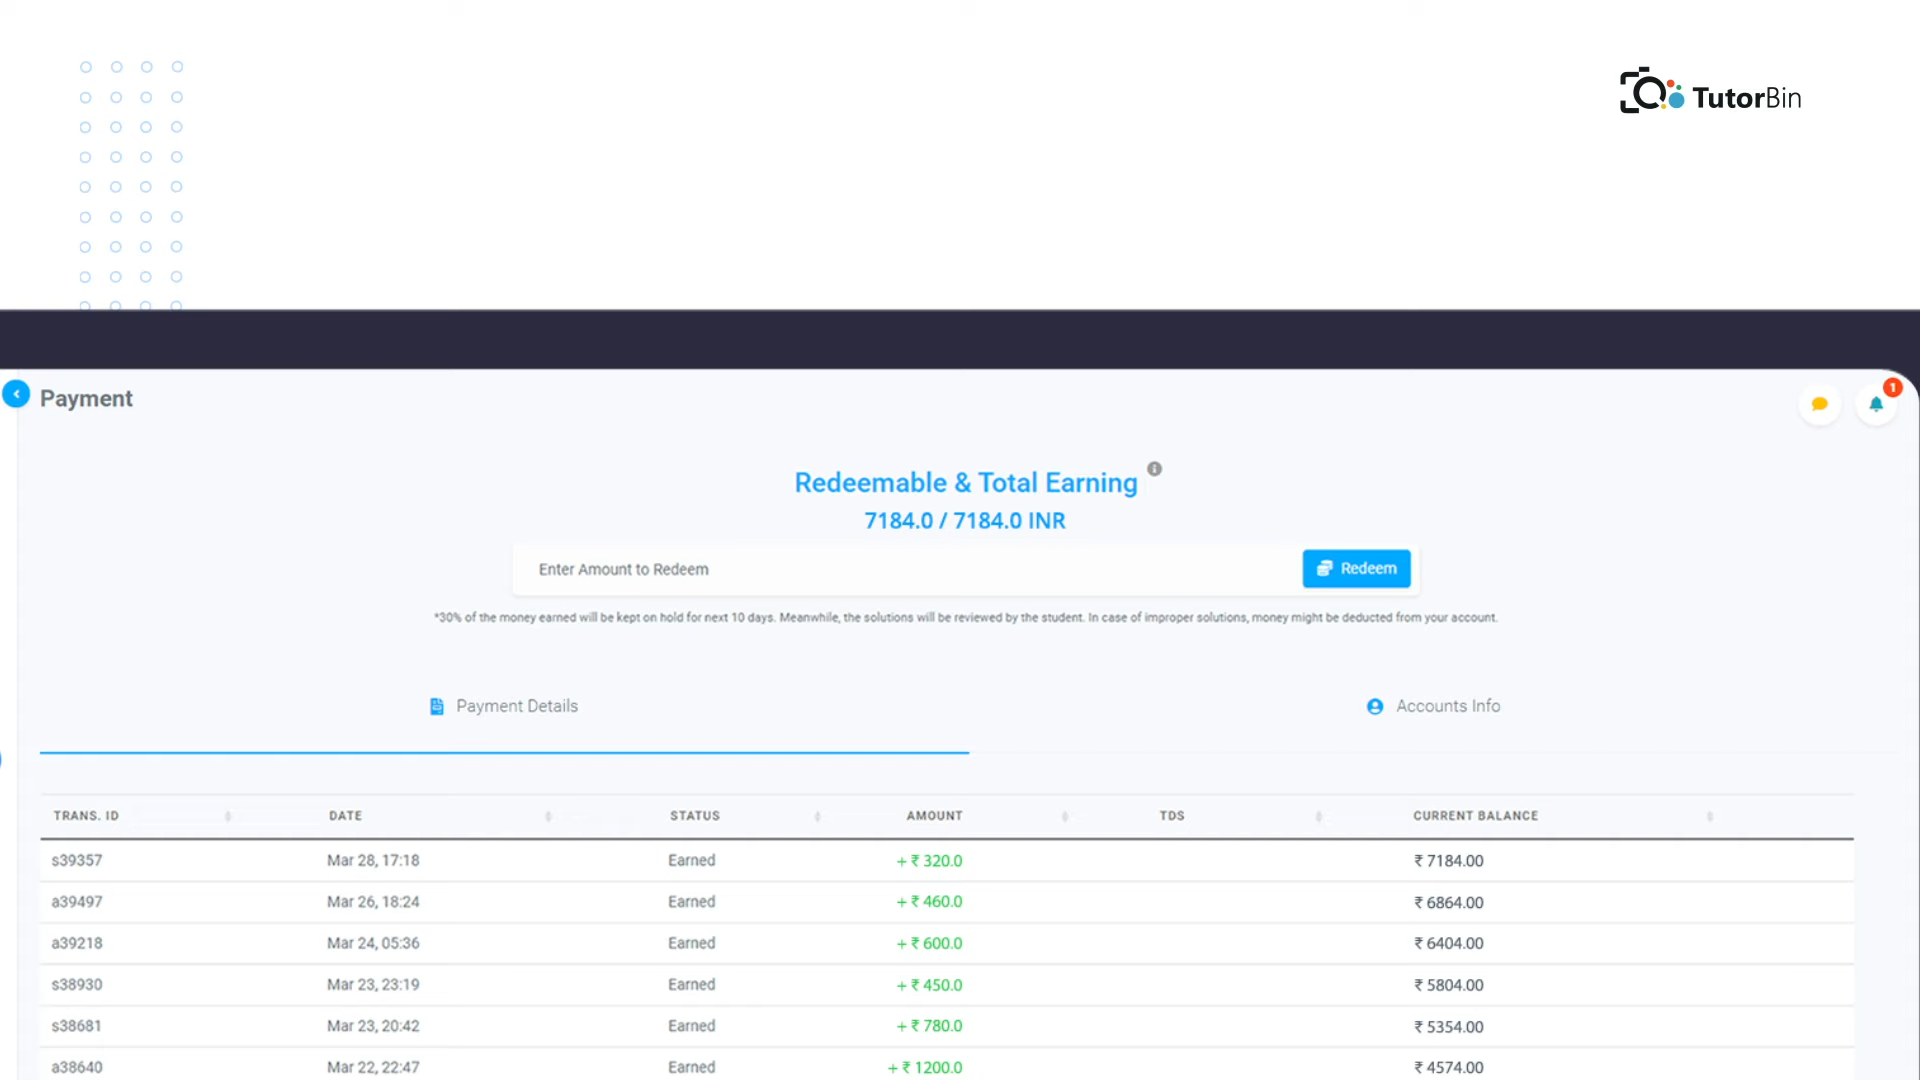 TutorBin
Payment
1
Redeemable & Total Earning
7184.0 / 7184.0 INR
Enter Amount to Redeem
Redeem
*30% of the money earned will be kept on hold for next 10 days. Meanwhile, the solutions will be reviewed by the student. In case of improper solutions, money might be deducted from your account.
Payment Details Accounts Info
TRANS. ID DATE STATUS AMOUNT TDS CURRENT BALANCE
s39357 Mar 28, 17:18 Earned + ₹ 320.0 ₹ 7184.00
a39497 Mar 26, 18:24 Earned + ₹ 460.0 ₹ 6864.00
a39218 Mar 24, 05:36 Earned + ₹ 600.0 ₹ 6404.00
s38930 Mar 23, 23:19 Earned + ₹ 450.0 ₹ 5804.00
s38681 Mar 23, 20:42 Earned + ₹ 780.0 ₹ 5354.00
a38640 Mar 22, 22:47 Earned + ₹ 1200.0 ₹ 4574.00